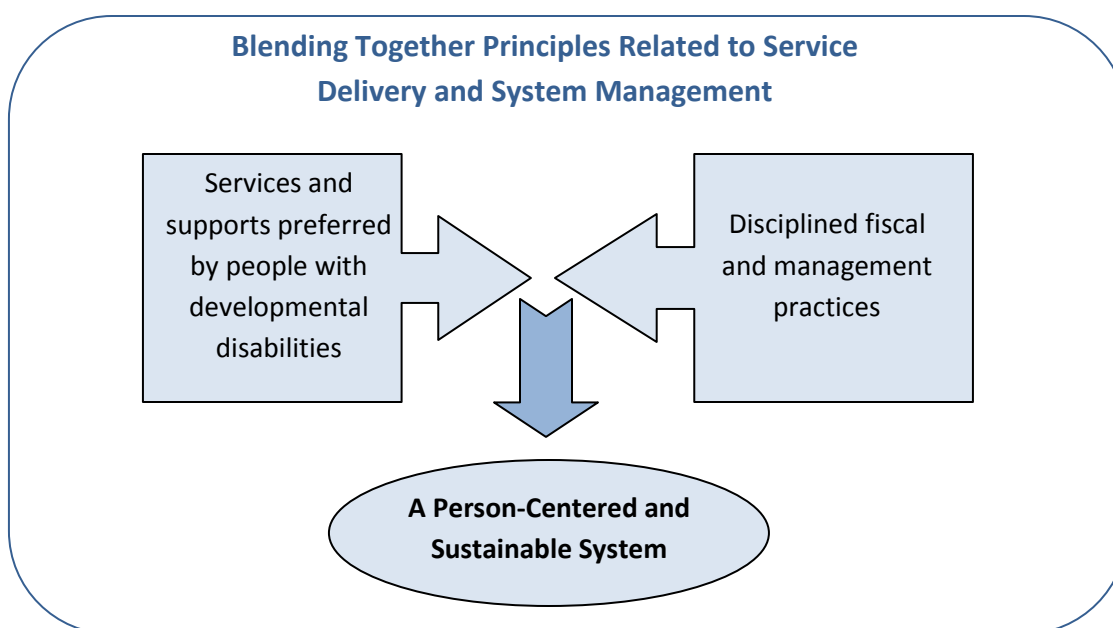 Blending Together Principles Related to Service
Delivery and System Management
Services and
supports preferred
by people with
developmental
disabilities
Disciplined fiscal
and management
practices
A Person-Centered and
Sustainable System